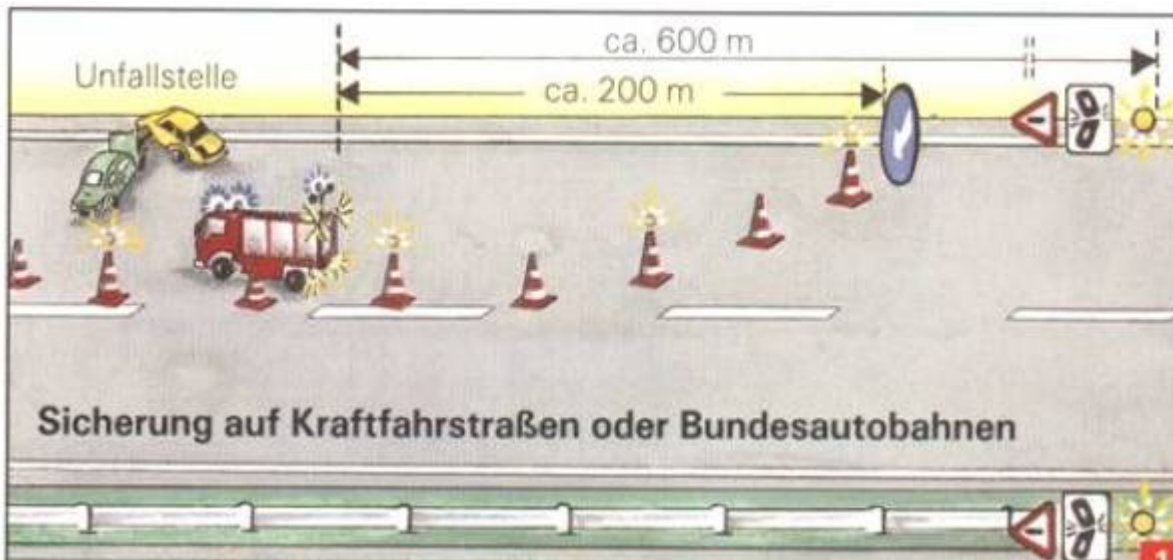 ca. 600 m
Unfallstelle
ca. 200 m
Sicherung auf Kraftfahrstraßen oder Bundesautobahnen